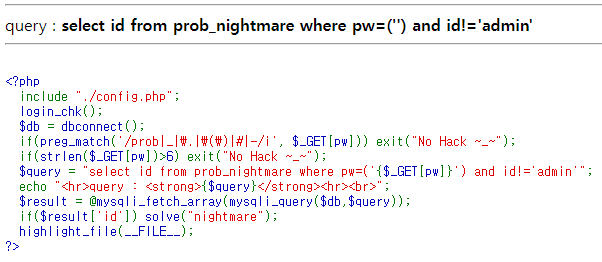 query : select id from prob_nightmare where pw=('') and id!='admin'
<?php
include "./config.php";
login_chk();
$db = dbconnect();
if(preg_match('/prob|_|₩.|₩(₩)|#|-/i', $_GET[pw])) exit("No Hack ~_~");
if(strlen($_GET[pw])>6) exit("No Hack ~_~");
$query = "select id from prob_nightmare where pw=('{$_GET[pw]}') and id!='admin'";
echo "<hr>query : <strong>{$query}</strong><hr><br>";
$result = @mysqli_fetch_array(mysqli_query($db,$query));
if($result['id']) solve("nightmare");
highlight_file(__FILE__);
?>